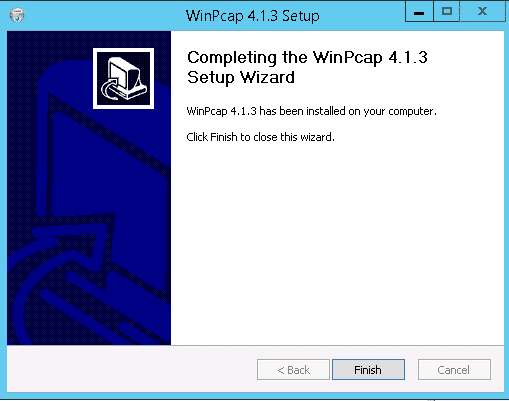 WinPcap 4.1.3 Setup
Completing the WinPcap 4.1.3
Setup Wizard
WinPcap 4.1.3 has been installed on your computer.
Click Finish to close this wizard.
< Back
Finish
Cancel